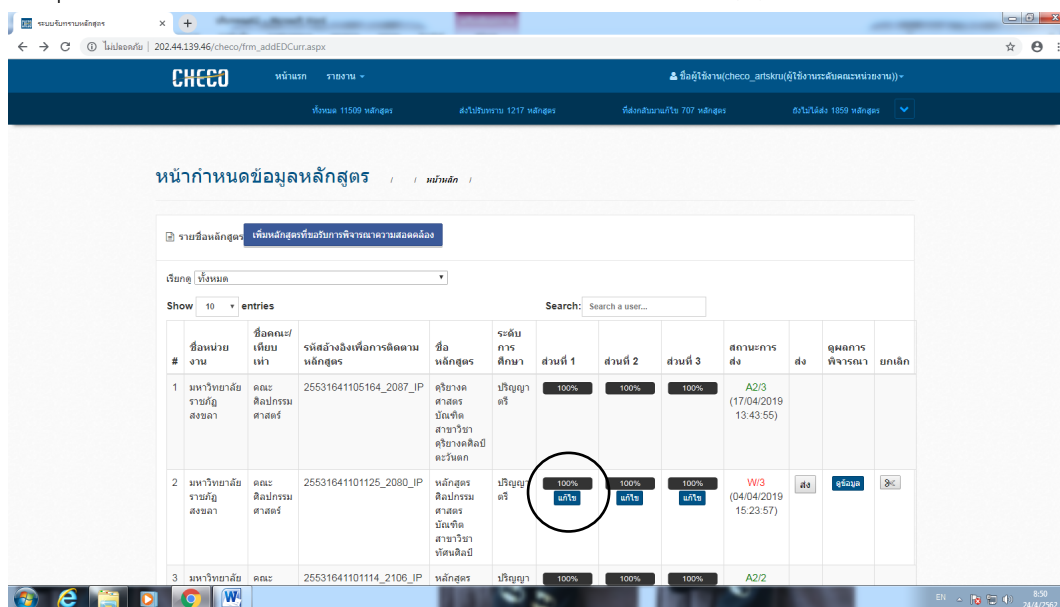 ระบบรับทราบหลักสูตร
ไม่ปลอดภัย | 202.44.139.46/checo/frm_addEDCurr.aspx
CHECO หน้าแรก รายงาน ชื่อผู้ใช้งาน(checo_artskru(ผู้ใช้งานระดับคณะหน่วยงาน))
ทั้งหมด 11509 หลักสูตร ส่งไปรับทราบ 1217 หลักสูตร ที่ส่งกลับมาแก้ไข 707 หลักสูตร ยังไม่ได้ส่ง 1859 หลักสูตร
หน้ากำหนดข้อมูลหลักสูตร / / หน้าหลัก /
รายชื่อหลักสูตร เพิ่มหลักสูตรที่ขอรับการพิจารณาความสอดคล้อง
เรียกดู ทั้งหมด
Show 10 entries Search: Search a user...
# ชื่อหน่วยงาน ชื่อคณะ/เทียบเท่า รหัสอ้างอิงเพื่อการติดตามหลักสูตร ชื่อหลักสูตร ระดับการศึกษา ส่วนที่ 1 ส่วนที่ 2 ส่วนที่ 3 สถานะการส่ง ส่ง ดูผลการพิจารณา ยกเลิก
1 มหาวิทยาลัยราชภัฏสงขลา คณะศิลปกรรมศาสตร์ 25531641105164_2087_IP ดุริยางคศาสตรบัณฑิต สาขาวิชาดุริยางคศิลป์ตะวันตก ปริญญาตรี 100% 100% 100% A2/3 (17/04/2019 13:43:55)
2 มหาวิทยาลัยราชภัฏสงขลา คณะศิลปกรรมศาสตร์ 25531641101125_2080_IP หลักสูตรศิลปกรรมศาสตรบัณฑิต สาขาวิชาทัศนศิลป์ ปริญญาตรี 100% แก้ไข 100% แก้ไข 100% แก้ไข W/3 (04/04/2019 15:23:57) ส่ง ดูข้อมูล
3 มหาวิทยาลัย คณะ 25531641101114_2106_IP หลักสูตร ปริญญา 100% 100% 100% A2/2
EN 8:50
24/4/2562